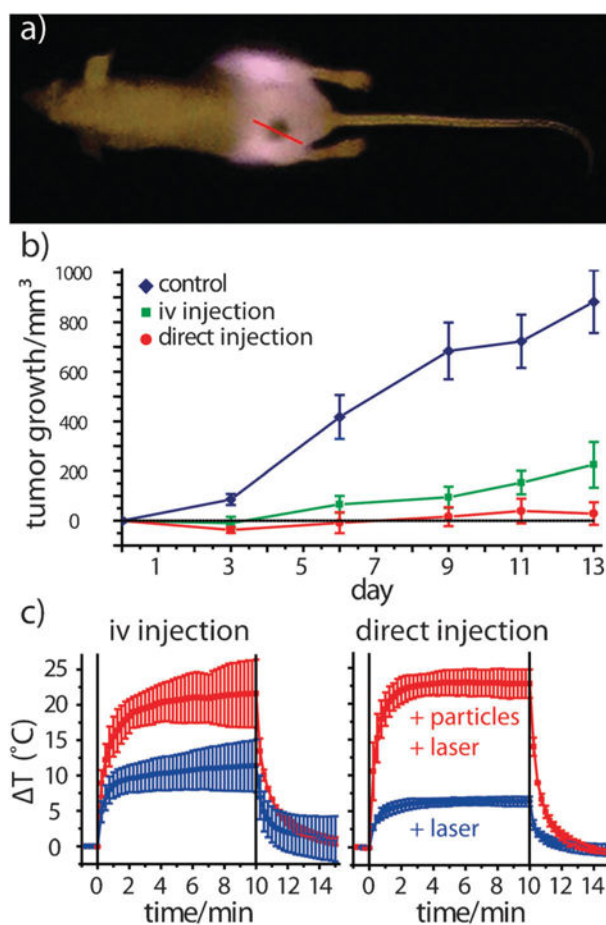 a)
b)
1000
800
600
400
200
0
tumor growth/mm³
control
iv injection
direct injection
1 3 5 7 9 11 13
day
c)
iv injection direct injection
25
20
15
10
5
0
ΔT (°C)
+ particles
+ laser
+ laser
0 2 4 6 8 10 10 12 14 0 2 4 6 8 10 10 12 14
time/min time/min